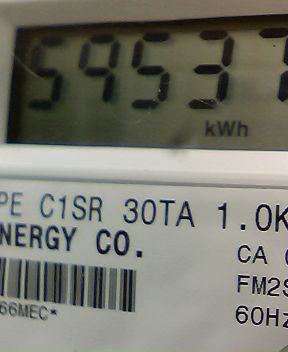 59537
kWh
PE C1SR 30TA 1.0K
NERGY CO.
CA
FM2S
66MEC*
60Hz